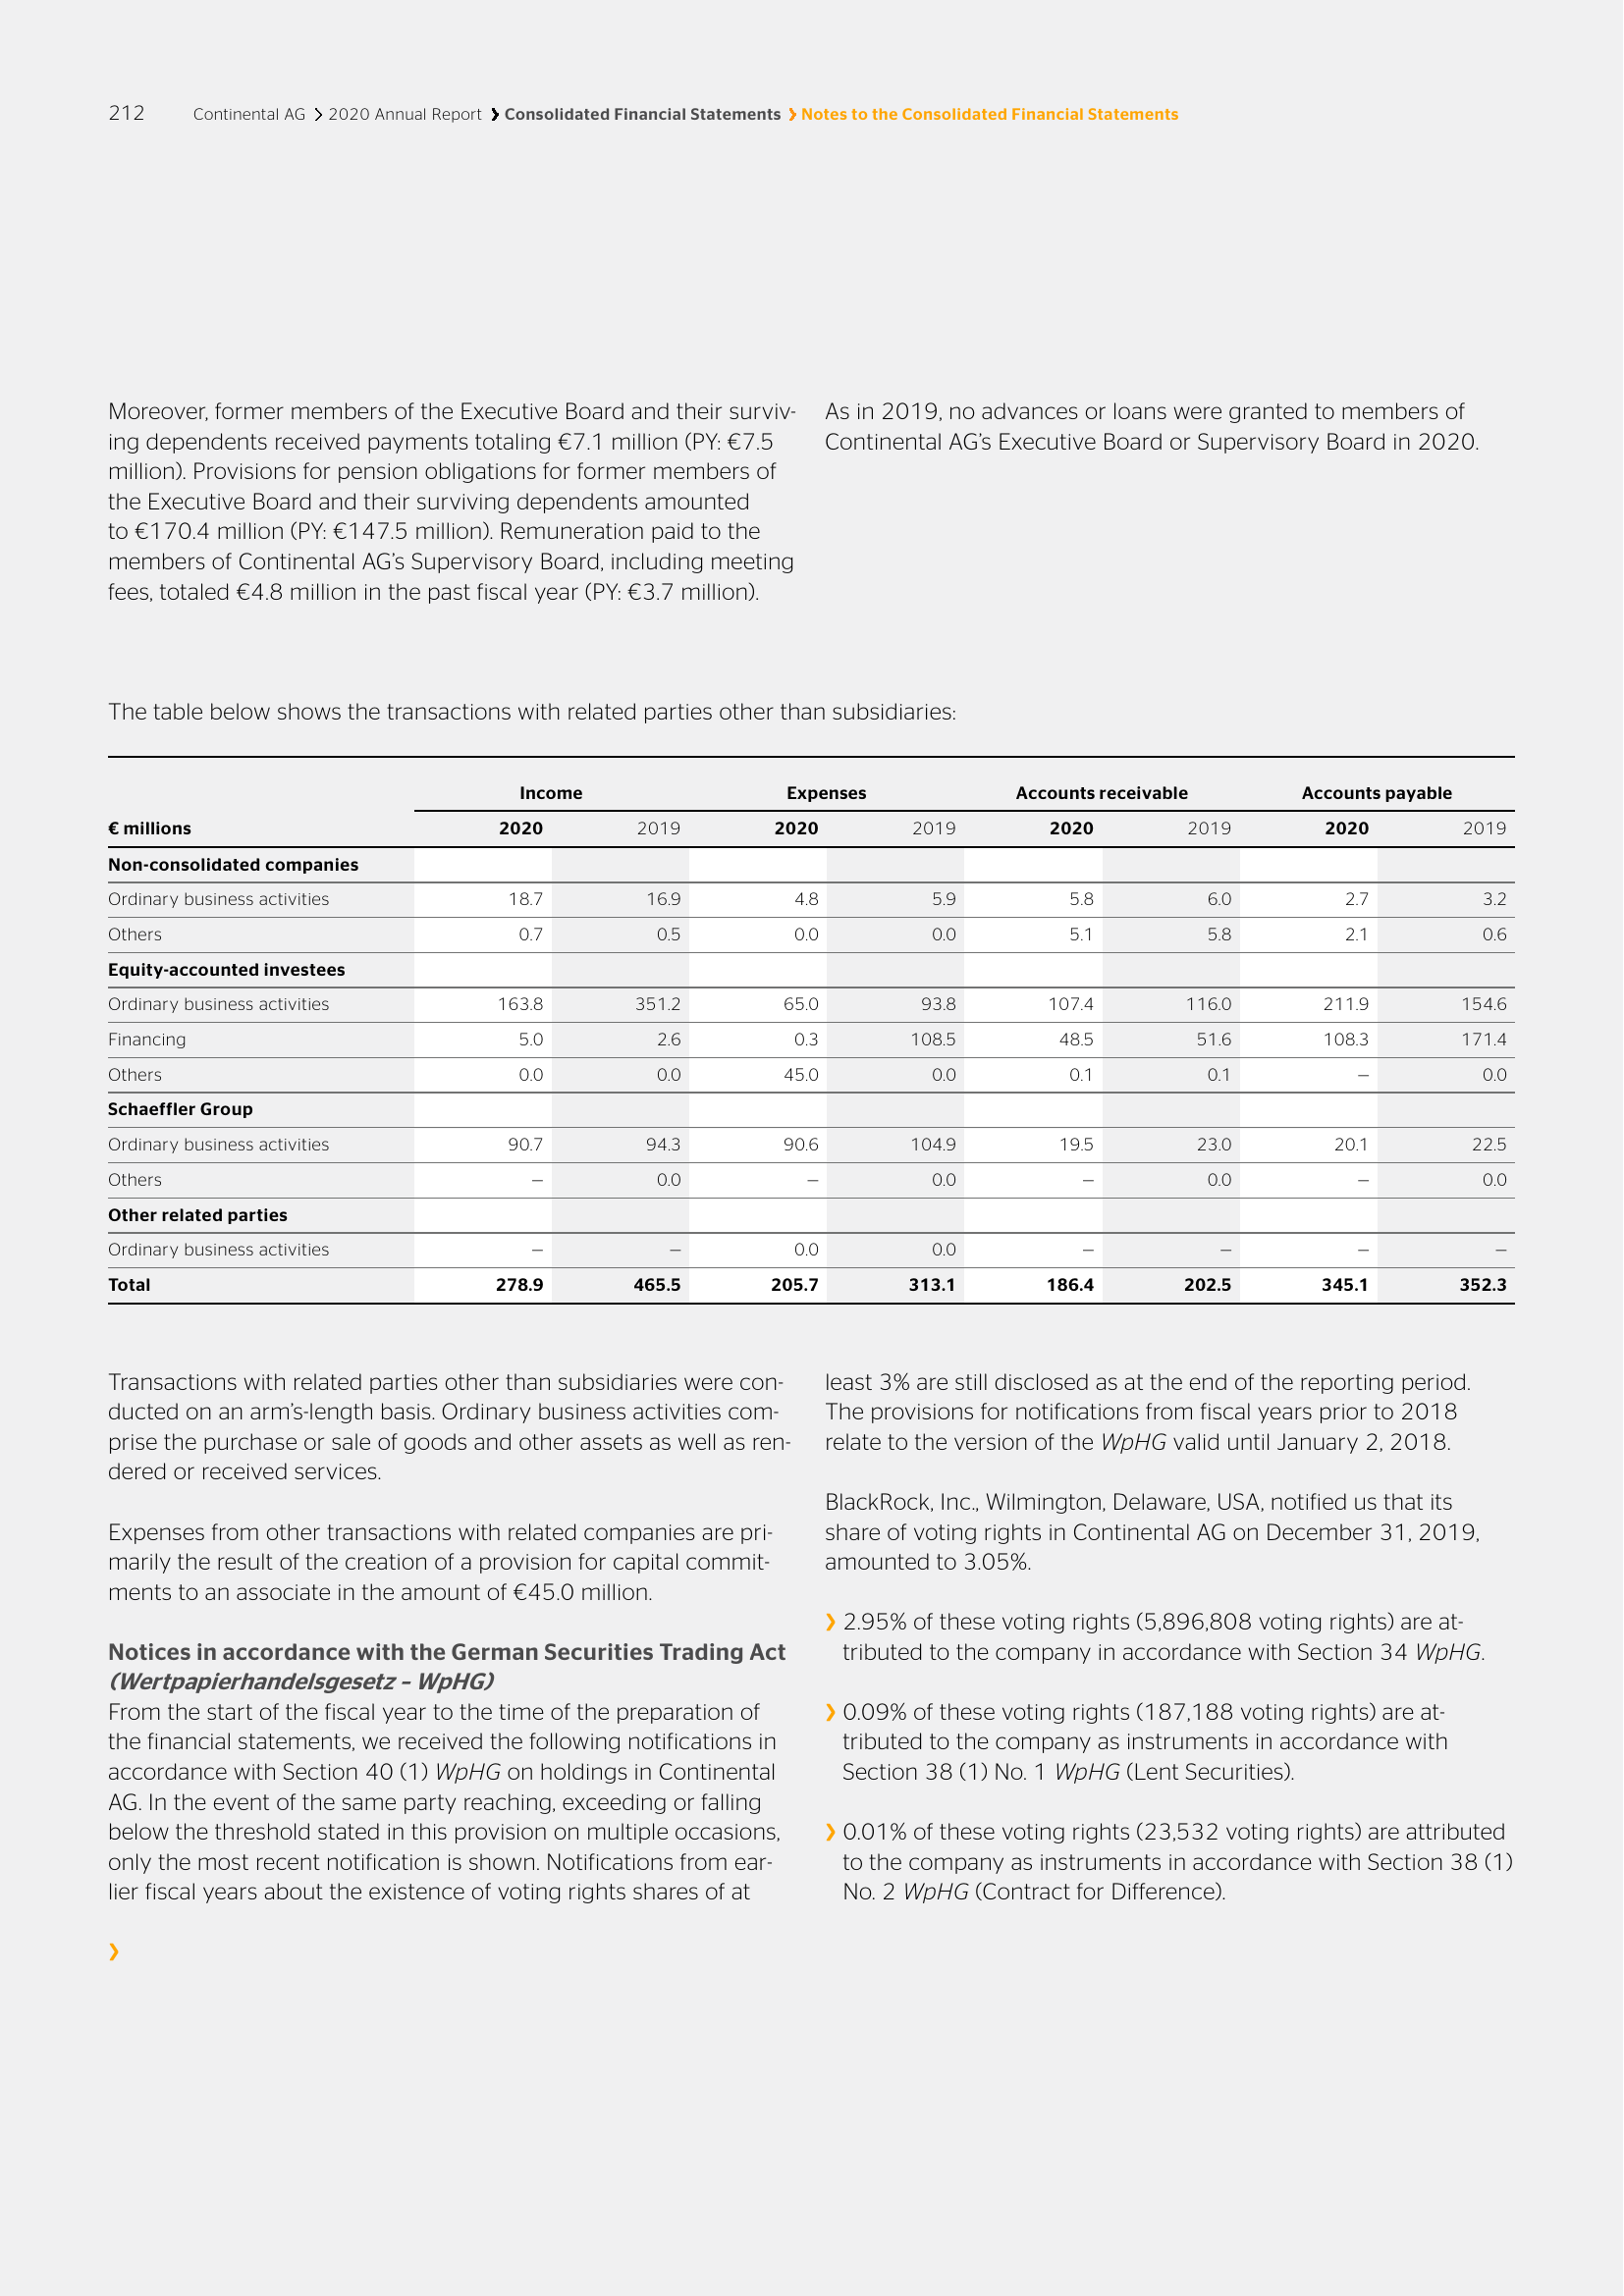 212 Continental AG ❯ 2020 Annual Report ❯ Consolidated Financial Statements ❯ Notes to the Consolidated Financial Statements
Moreover, former members of the Executive Board and their surviv-
ing dependents received payments totaling €7.1 million (PY: €7.5
million). Provisions for pension obligations for former members of
the Executive Board and their surviving dependents amounted
to €170.4 million (PY: €147.5 million). Remuneration paid to the
members of Continental AG’s Supervisory Board, including meeting
fees, totaled €4.8 million in the past fiscal year (PY: €3.7 million).
As in 2019, no advances or loans were granted to members of
Continental AG’s Executive Board or Supervisory Board in 2020.
The table below shows the transactions with related parties other than subsidiaries:
Income Expenses Accounts receivable Accounts payable
€ millions 2020 2019 2020 2019 2020 2019 2020 2019
Non-consolidated companies
Ordinary business activities 18.7 16.9 4.8 5.9 5.8 6.0 2.7 3.2
Others 0.7 0.5 0.0 0.0 5.1 5.8 2.1 0.6
Equity-accounted investees
Ordinary business activities 163.8 351.2 65.0 93.8 107.4 116.0 211.9 154.6
Financing 5.0 2.6 0.3 108.5 48.5 51.6 108.3 171.4
Others 0.0 0.0 45.0 0.0 0.1 0.1 – 0.0
Schaeffler Group
Ordinary business activities 90.7 94.3 90.6 104.9 19.5 23.0 20.1 22.5
Others – 0.0 – 0.0 – 0.0 – 0.0
Other related parties
Ordinary business activities – – 0.0 0.0 – – – –
Total 278.9 465.5 205.7 313.1 186.4 202.5 345.1 352.3
Transactions with related parties other than subsidiaries were con-
ducted on an arm’s-length basis. Ordinary business activities com-
prise the purchase or sale of goods and other assets as well as ren-
dered or received services.
Expenses from other transactions with related companies are pri-
marily the result of the creation of a provision for capital commit-
ments to an associate in the amount of €45.0 million.
Notices in accordance with the German Securities Trading Act
(Wertpapierhandelsgesetz – WpHG)
From the start of the fiscal year to the time of the preparation of
the financial statements, we received the following notifications in
accordance with Section 40 (1) WpHG on holdings in Continental
AG. In the event of the same party reaching, exceeding or falling
below the threshold stated in this provision on multiple occasions,
only the most recent notification is shown. Notifications from ear-
lier fiscal years about the existence of voting rights shares of at
❯
least 3% are still disclosed as at the end of the reporting period.
The provisions for notifications from fiscal years prior to 2018
relate to the version of the WpHG valid until January 2, 2018.
BlackRock, Inc., Wilmington, Delaware, USA, notified us that its
share of voting rights in Continental AG on December 31, 2019,
amounted to 3.05%.
❯ 2.95% of these voting rights (5,896,808 voting rights) are at-
tributed to the company in accordance with Section 34 WpHG.
❯ 0.09% of these voting rights (187,188 voting rights) are at-
tributed to the company as instruments in accordance with
Section 38 (1) No. 1 WpHG (Lent Securities).
❯ 0.01% of these voting rights (23,532 voting rights) are attributed
to the company as instruments in accordance with Section 38 (1)
No. 2 WpHG (Contract for Difference).